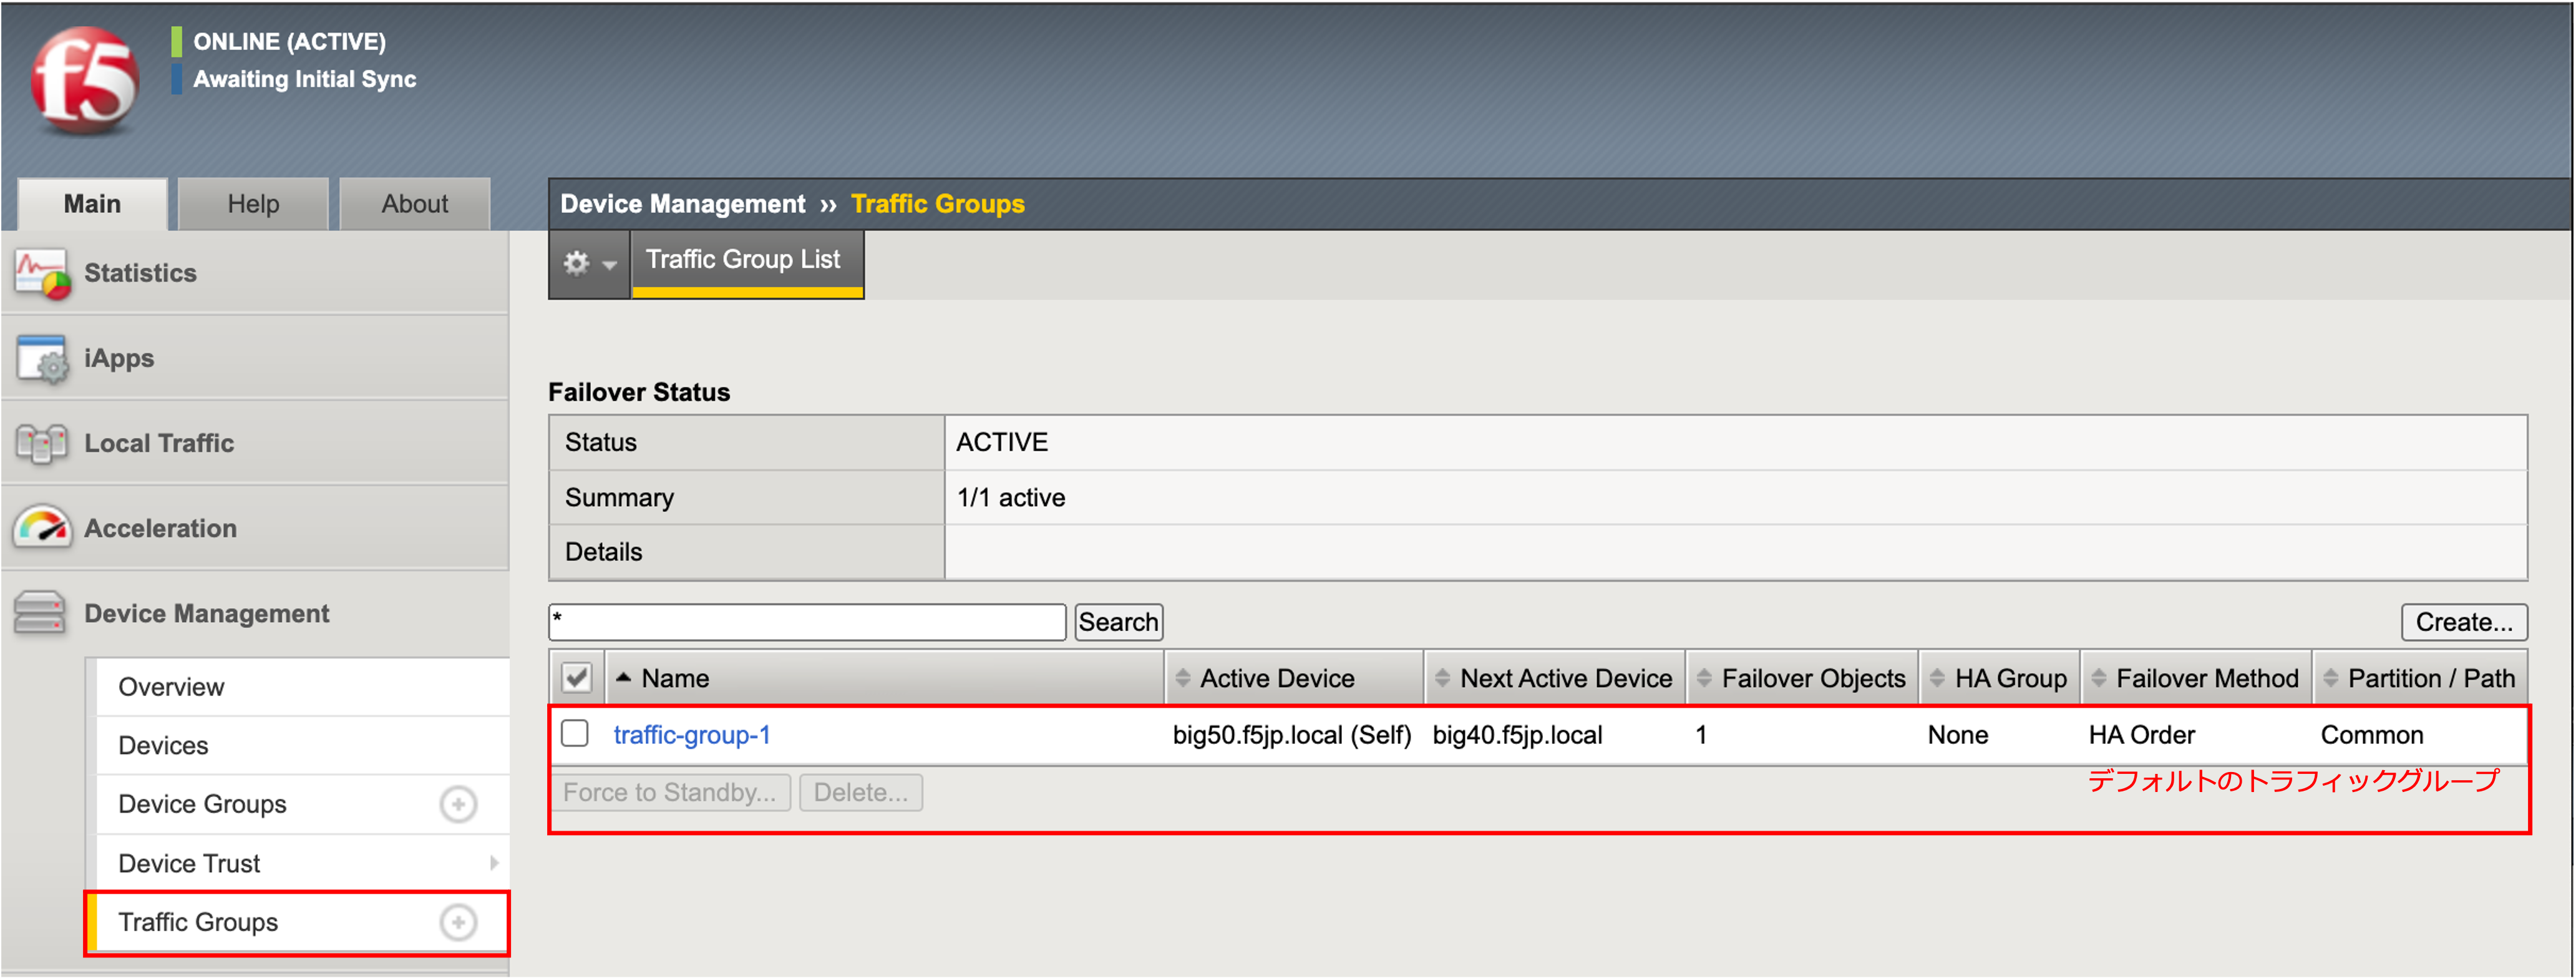 f5
ONLINE (ACTIVE)
Awaiting Initial Sync
Main
Help
About
Device Management ›› Traffic Groups
Traffic Group List
Statistics
iApps
Local Traffic
Acceleration
Device Management
Overview
Devices
Device Groups
Device Trust
Traffic Groups
Failover Status
Status ACTIVE
Summary 1/1 active
Details
* Search Create...
Name Active Device Next Active Device Failover Objects HA Group Failover Method Partition / Path
traffic-group-1 big50.f5jp.local (Self) big40.f5jp.local 1 None HA Order Common
デフォルトのトラフィックグループ
Force to Standby... Delete...